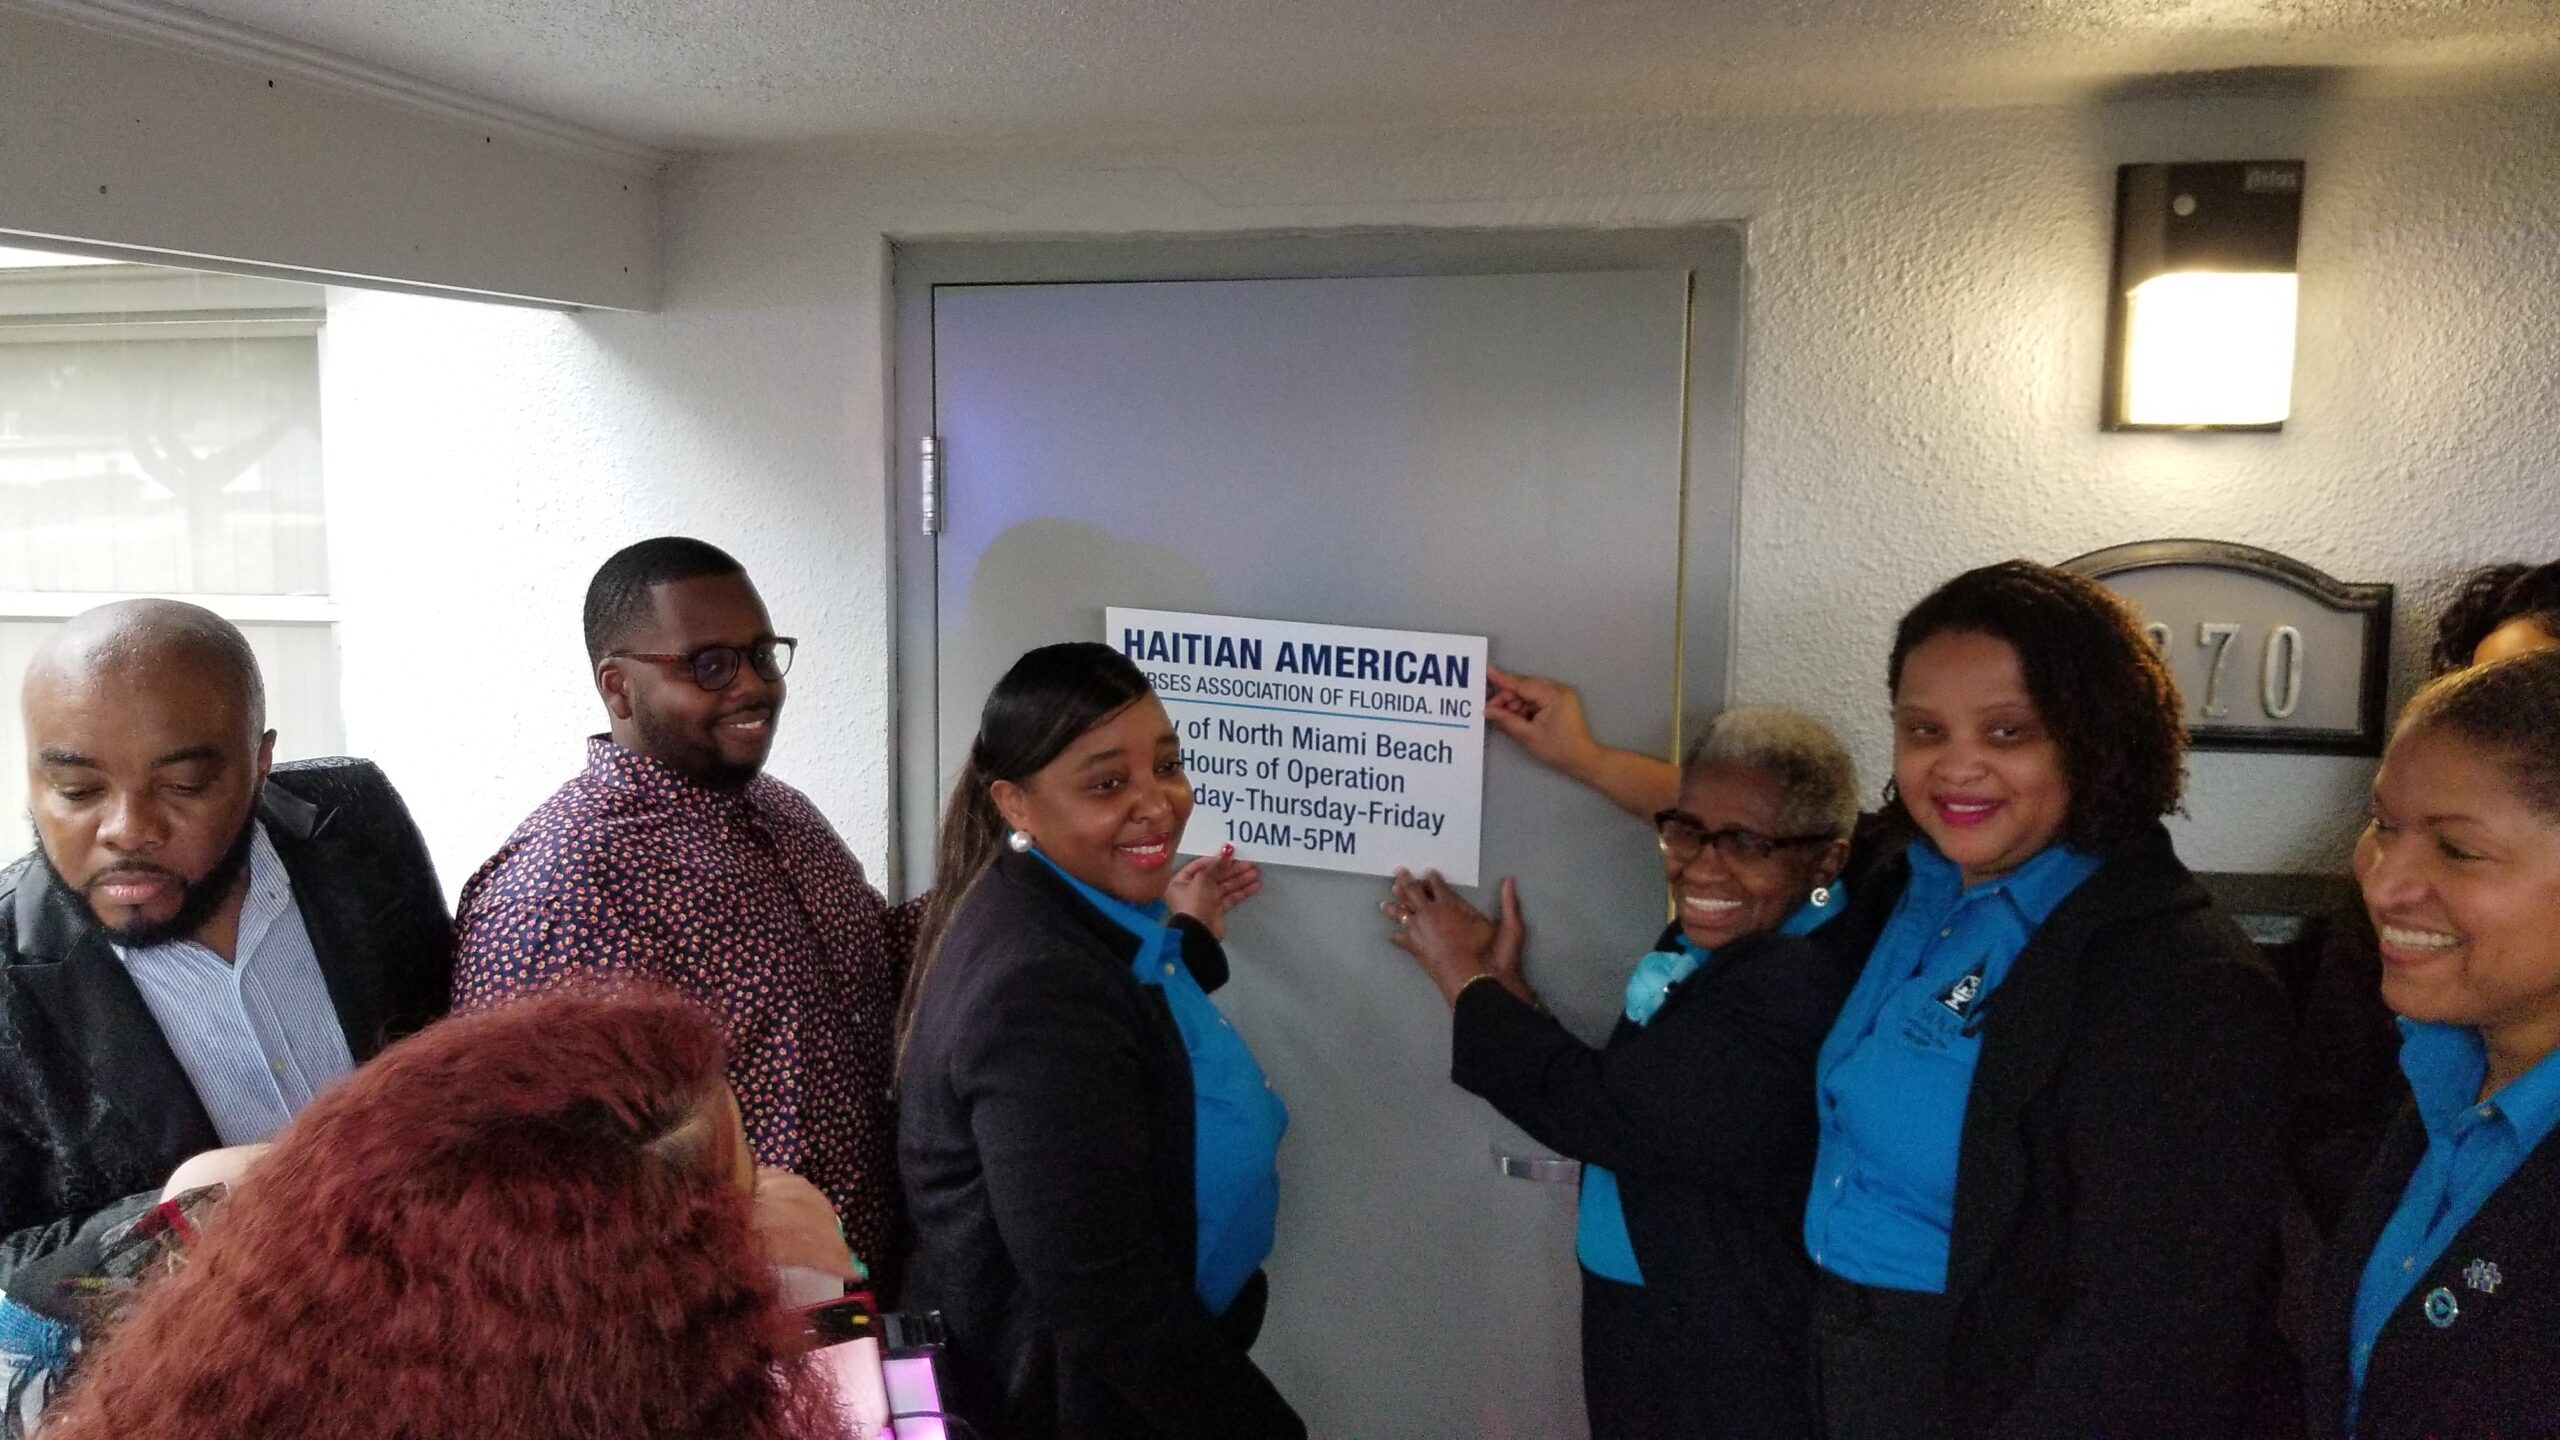 HAITIAN AMERICAN
RSES ASSOCIATION OF FLORIDA. INC
y of North Miami Beach
Hours of Operation
day-Thursday-Friday
10AM-5PM
70